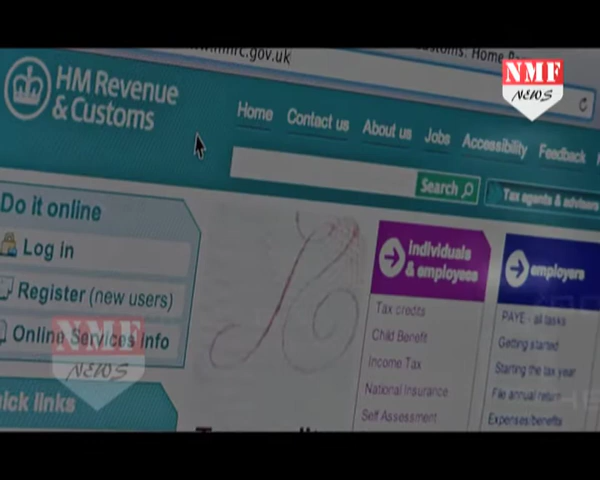 hmrc.gov.uk
NMF
NEWS
HM Revenue
& Customs
Home Contact us About us Jobs Accessibility Feedback
Search
Tax agents & advisers
Do it online
Log in
Register (new users)
Online Services info
individuals
& employees
Tax credits
Child Benefit
Income Tax
National Insurance
Self Assessment
employers
PAYE - all tasks
Getting started
Starting the tax year
File annual return
Expenses/benefits
NMF
NEWS
ick links